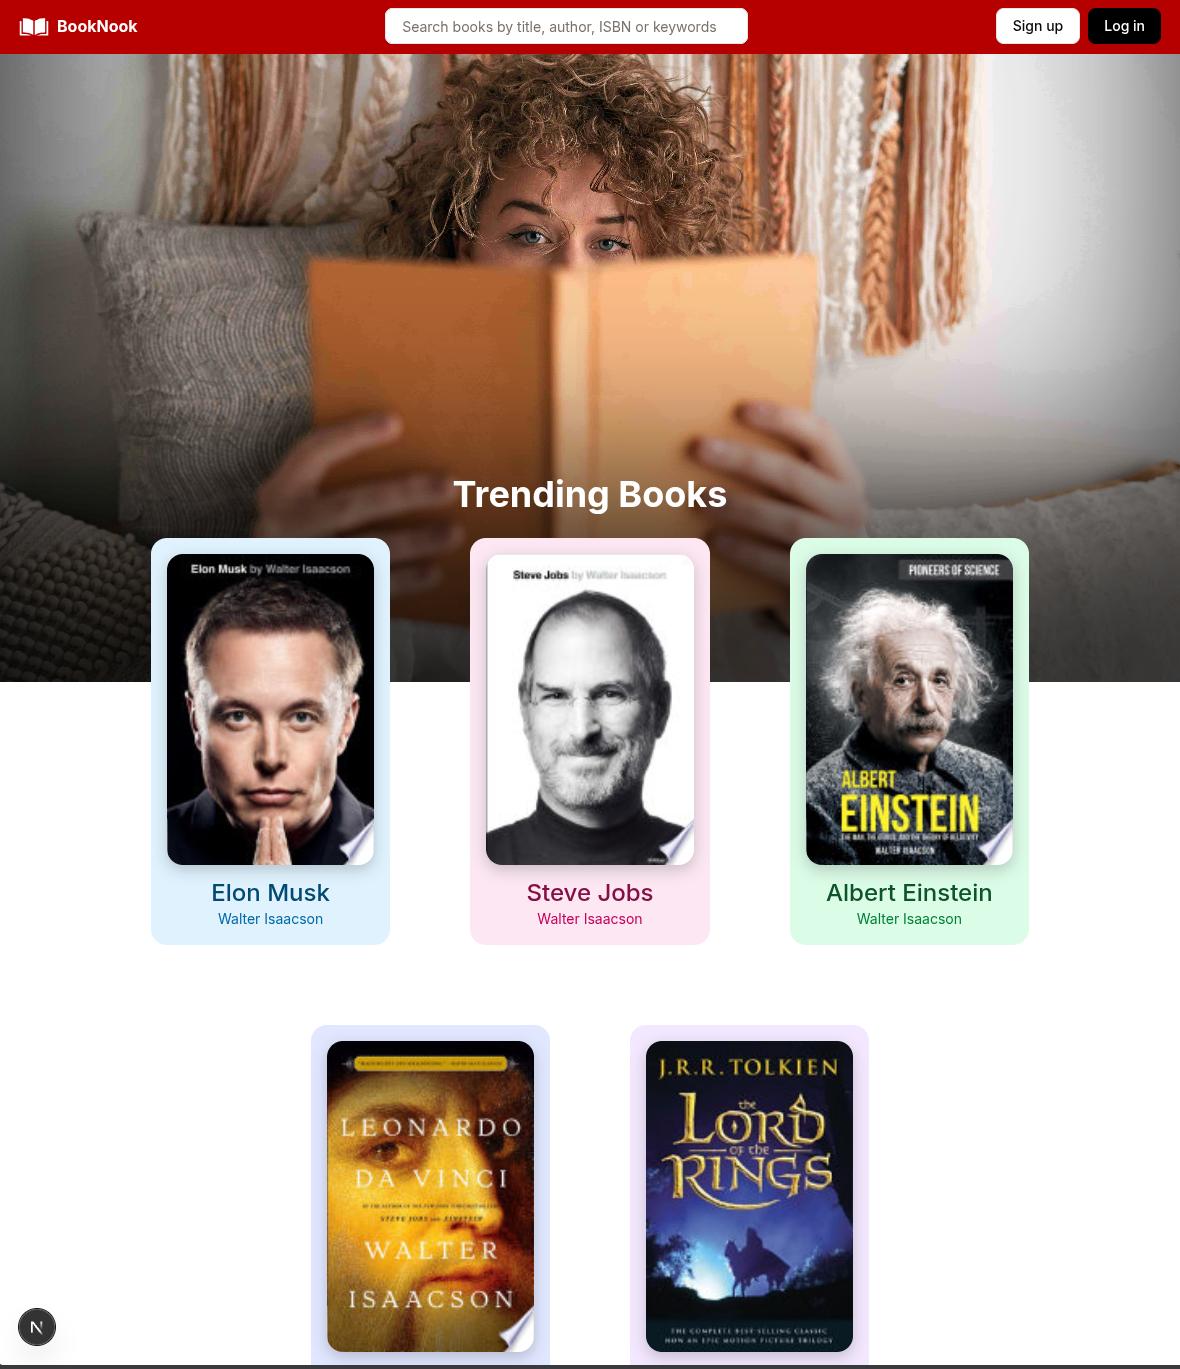 BookNook
Search books by title, author, ISBN or keywords
Sign up
Log in
Trending Books
Elon Musk by Walter Isaacson
Elon Musk
Walter Isaacson
Steve Jobs by Walter Isaacson
Steve Jobs
Walter Isaacson
PIONEERS OF SCIENCE
ALBERT
EINSTEIN
THE MAN, THE GENIUS, AND THE THEORY OF RELATIVITY
WALTER ISAACSON
Albert Einstein
Walter Isaacson
LEONARDO
DA VINCI
BY THE AUTHOR OF THE NEW YORK TIMES BESTSELLERS
STEVE JOBS AND EINSTEIN
WALTER
ISAACSON
J.R.R. TOLKIEN
the
LORD
OF the
RINGS
THE COMPLETE BEST-SELLING CLASSIC
NOW AN EPIC MOTION PICTURE TRILOGY
N